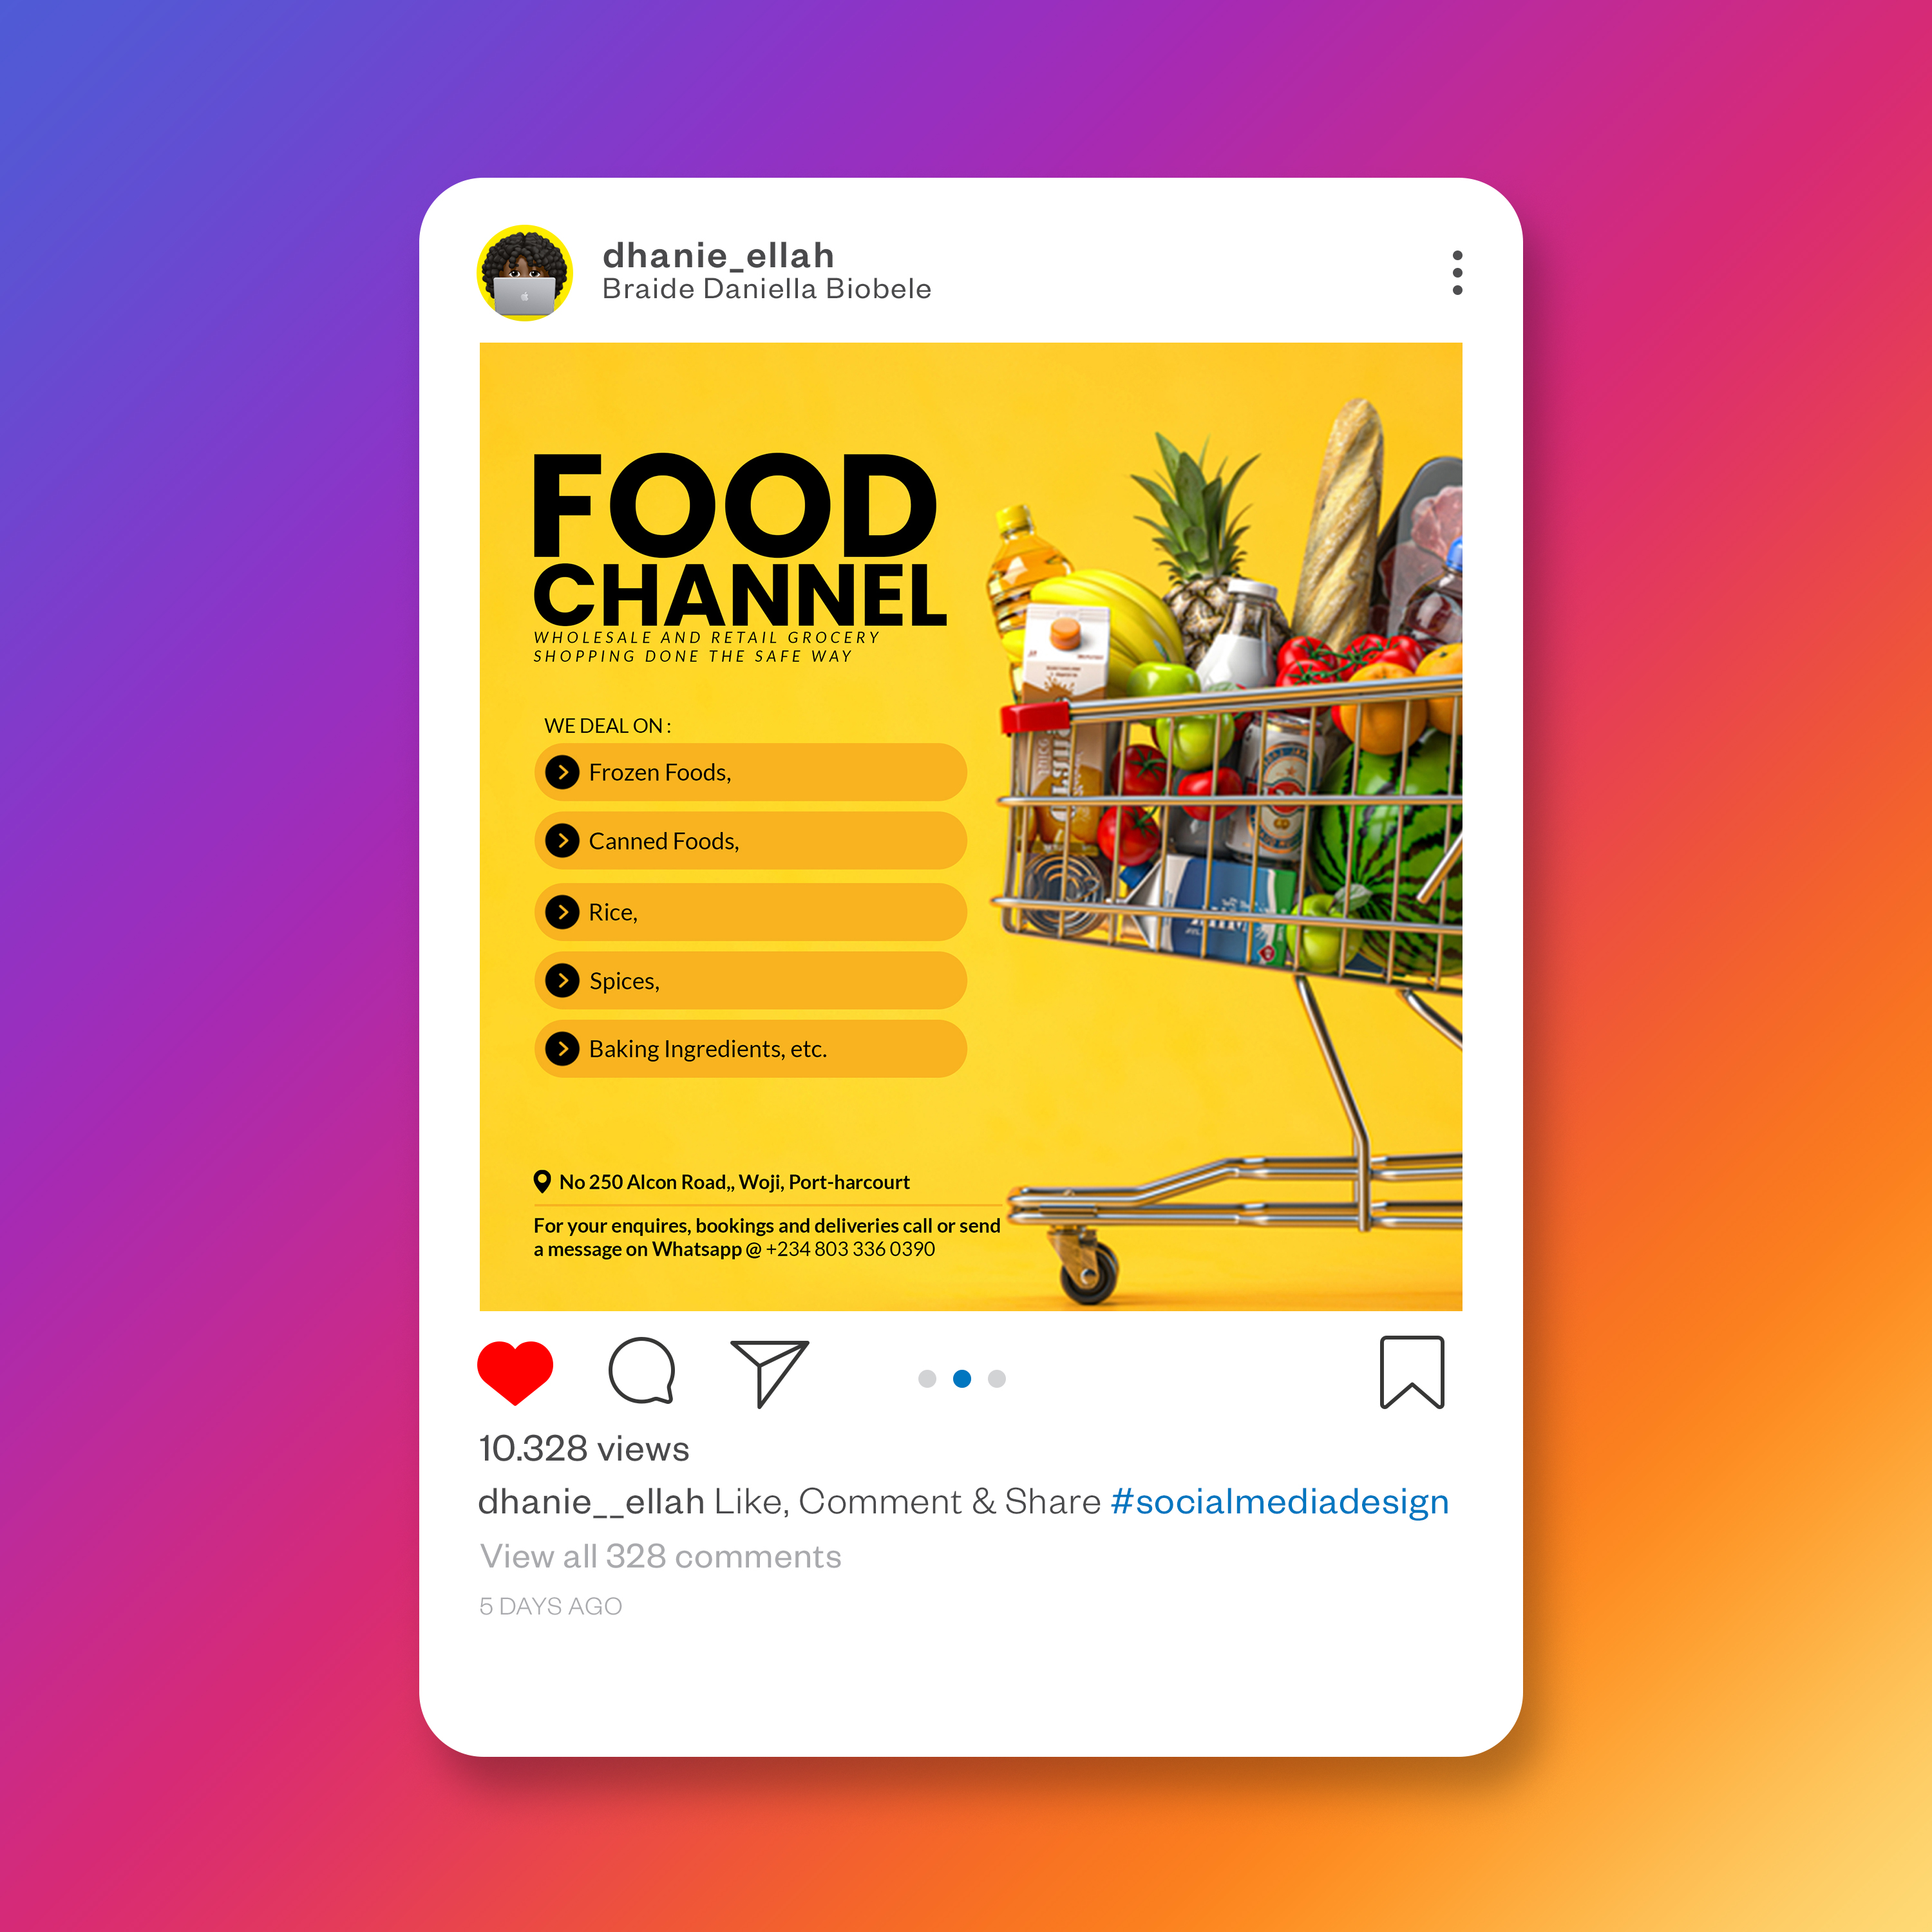 dhanie_ellah
Braide Daniella Biobele
FOOD
CHANNEL
WHOLESALE AND RETAIL GROCERY
SHOPPING DONE THE SAFE WAY
WE DEAL ON :
Frozen Foods,
Canned Foods,
Rice,
Spices,
Baking Ingredients, etc.
No 250 Alcon Road,, Woji, Port-harcourt
For your enquires, bookings and deliveries call or send
a message on Whatsapp @ +234 803 336 0390
10.328 views
dhanie__ellah Like, Comment & Share #socialmediadesign
View all 328 comments
5 DAYS AGO